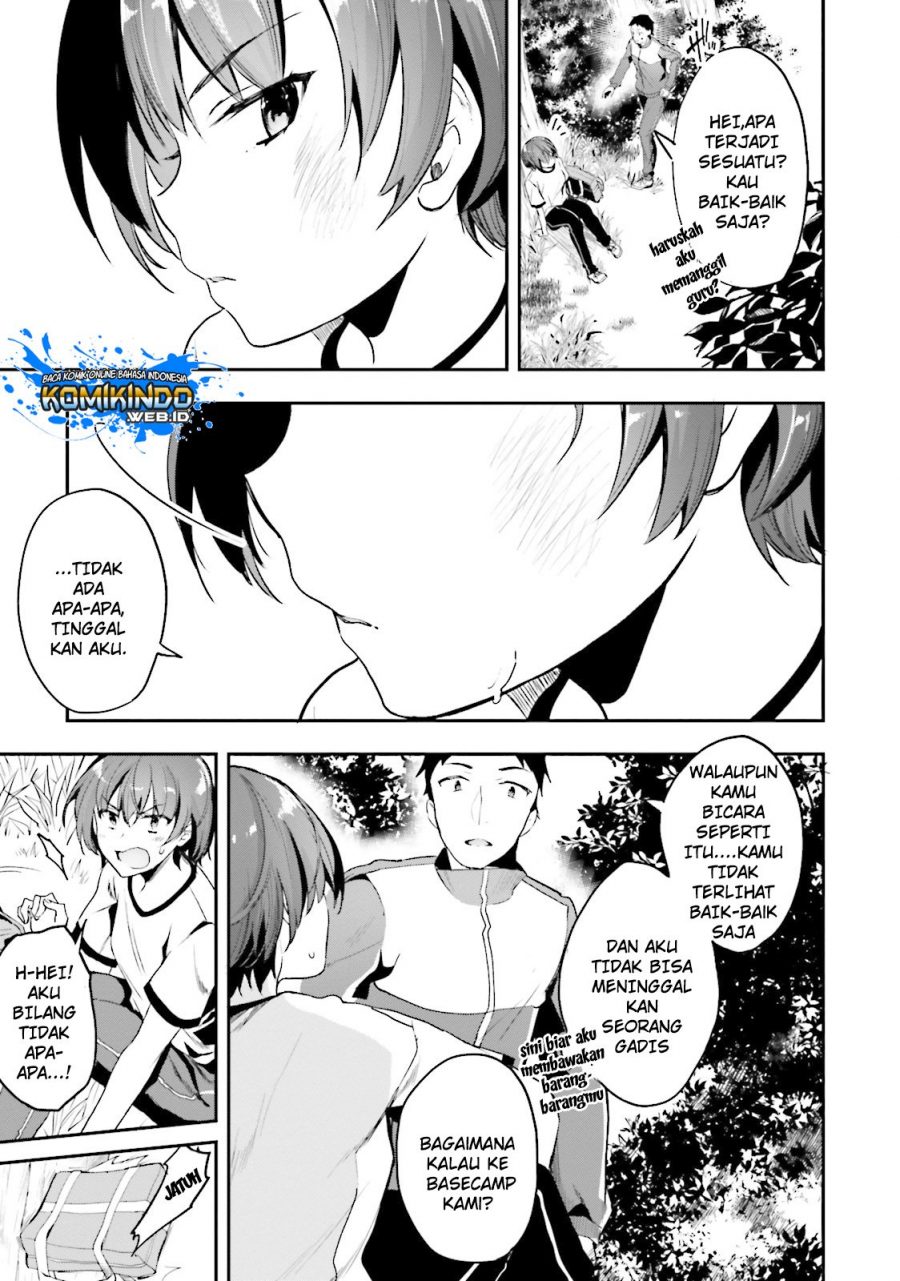 HEI,APA
TERJADI
SESUATU?
KAU
BAIK-BAIK
SAJA?
haruskah
aku
memanggil
guru?
BACA KOMIK ONLINE BAHASA INDONESIA
KOMIKINDO
.WEB.ID
...TIDAK
ADA
APA-APA,
TINGGAL
KAN AKU.
WALAUPUN
KAMU
BICARA
SEPERTI
ITU....KAMU
TIDAK
TERLIHAT
BAIK-BAIK
SAJA
DAN AKU
TIDAK BISA
MENINGGAL
KAN
SEORANG
GADIS
sini biar aku
membawakan
barang-
barangmu
BAGAIMANA
KALAU KE
BASECAMP
KAMI?
H-HEI!
AKU
BILANG
TIDAK
APA-
APA...!
JATUH